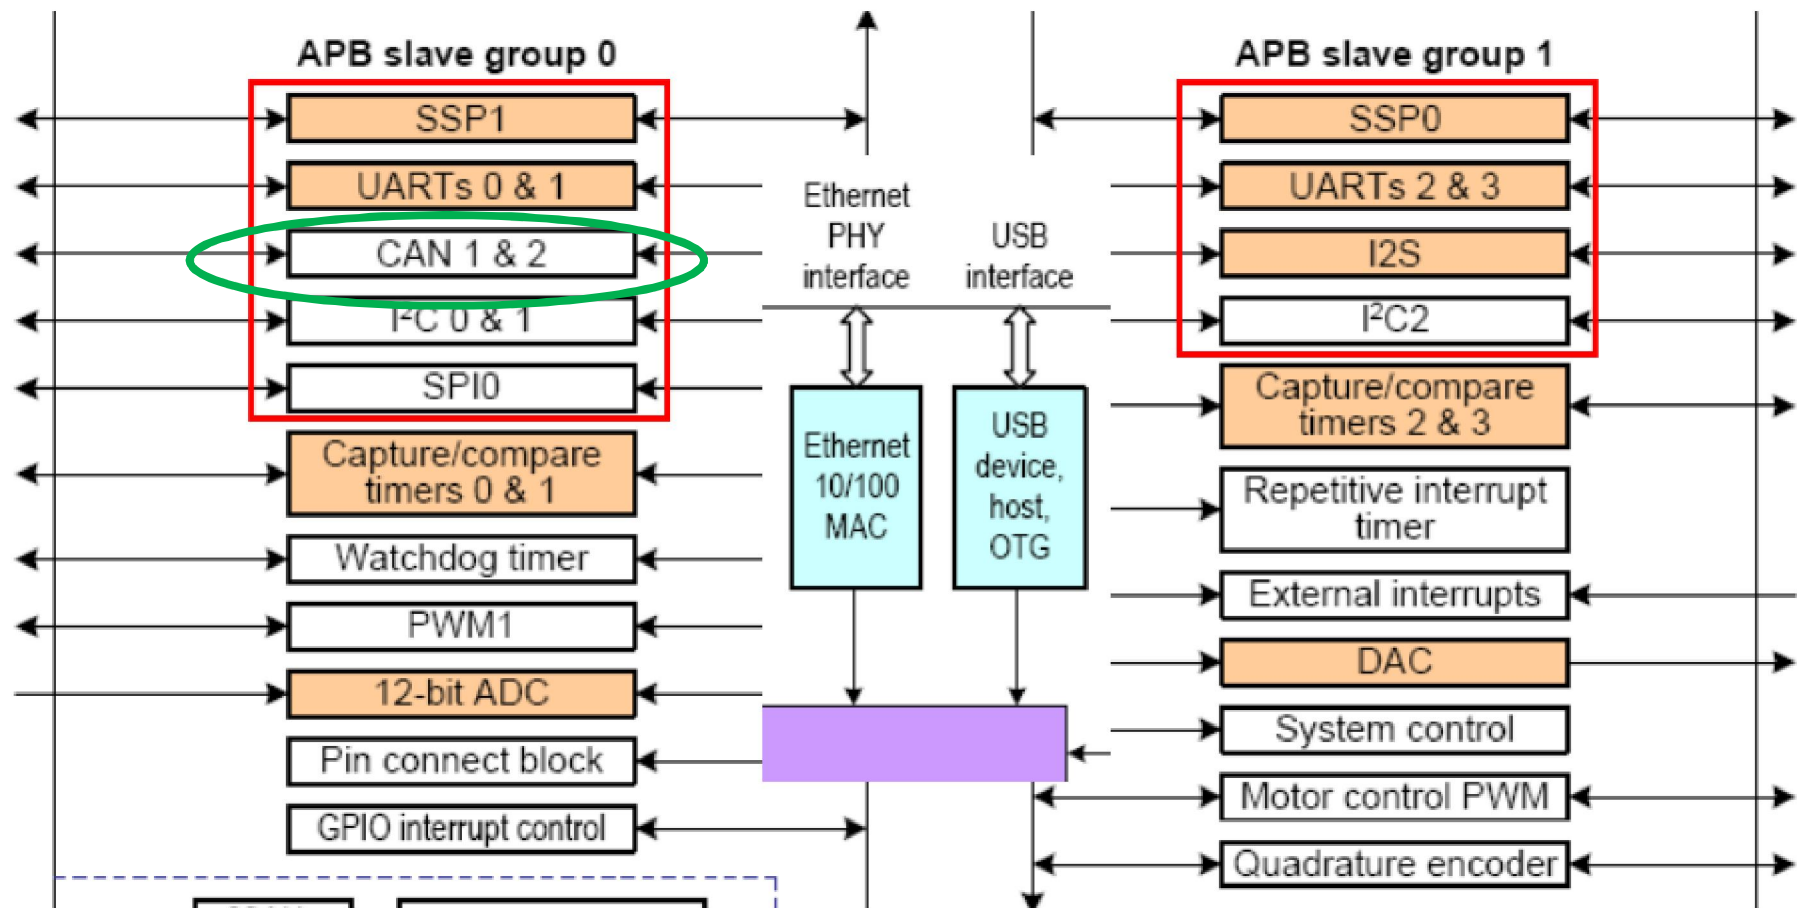 APB slave group 0
SSP1
UARTs 0 & 1
CAN 1 & 2
I²C 0 & 1
SPI0
Capture/compare
timers 0 & 1
Watchdog timer
PWM1
12-bit ADC
Pin connect block
GPIO interrupt control
Ethernet
PHY
interface
USB
interface
Ethernet
10/100
MAC
USB
device,
host,
OTG
APB slave group 1
SSP0
UARTs 2 & 3
I2S
I²C2
Capture/compare
timers 2 & 3
Repetitive interrupt
timer
External interrupts
DAC
System control
Motor control PWM
Quadrature encoder